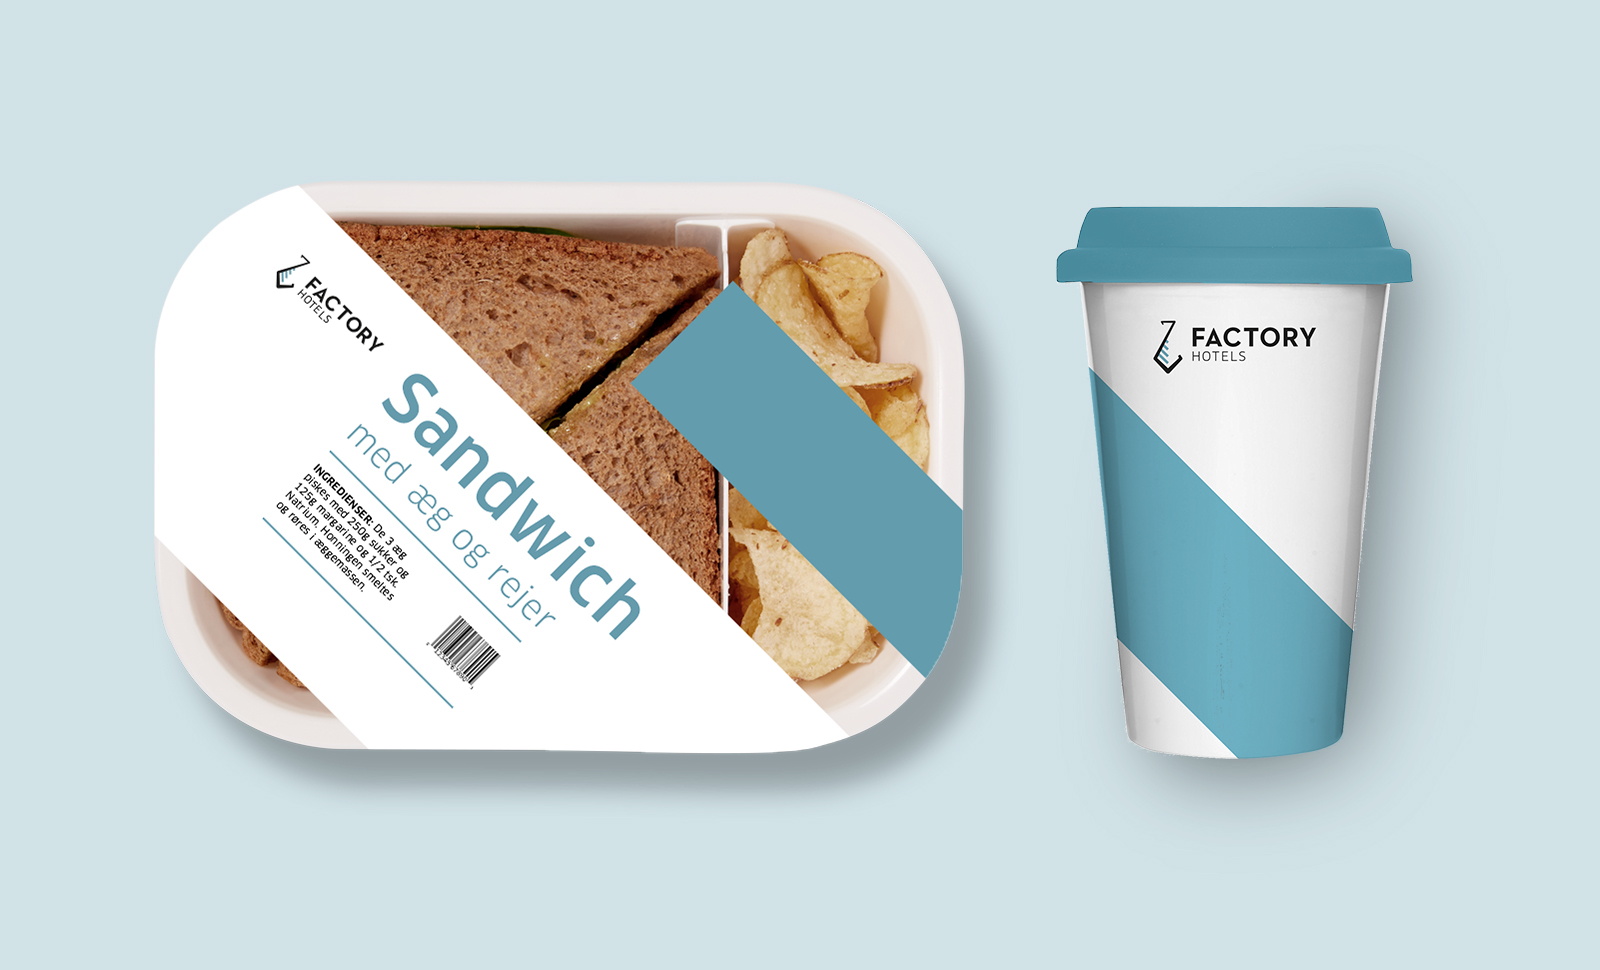 FACTORY
HOTELS
Sandwich
med æg og rejer
INGREDIENSER: De 3 æg
piskes med 250g sukker og
125g margarine og 1/2 tsk.
Natrium. Honningen smeltes
og røres i æggemassen.
FACTORY
HOTELS